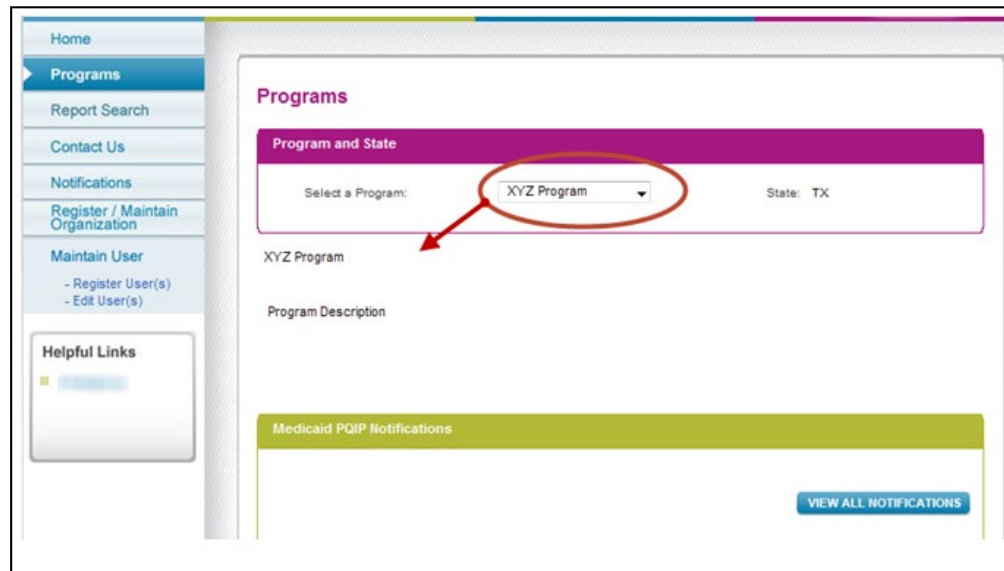 Home
Programs
Report Search
Contact Us
Notifications
Register / Maintain
Organization
Maintain User
- Register User(s)
- Edit User(s)
Helpful Links
Programs
Program and State
Select a Program: XYZ Program State: TX
XYZ Program
Program Description
Medicaid PQIP Notifications
VIEW ALL NOTIFICATIONS